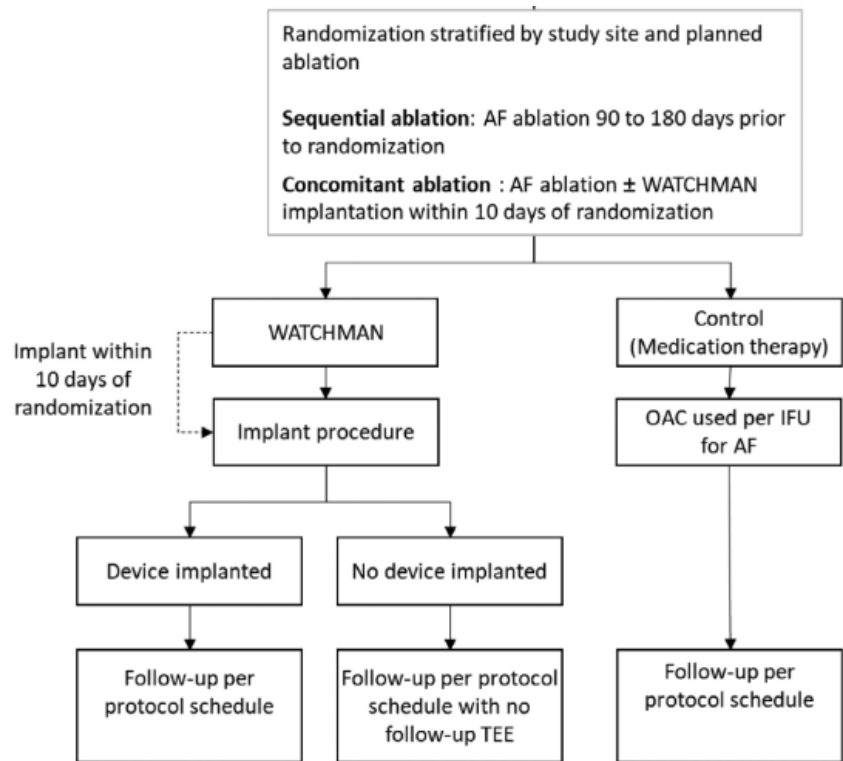 Randomization stratified by study site and planned
ablation
Sequential ablation: AF ablation 90 to 180 days prior
to randomization
Concomitant ablation : AF ablation ± WATCHMAN
implantation within 10 days of randomization
WATCHMAN
Control
(Medication therapy)
Implant within
10 days of
randomization
Implant procedure
OAC used per IFU
for AF
Device implanted
No device implanted
Follow-up per
protocol schedule
Follow-up per protocol
schedule with no
follow-up TEE
Follow-up per
protocol schedule